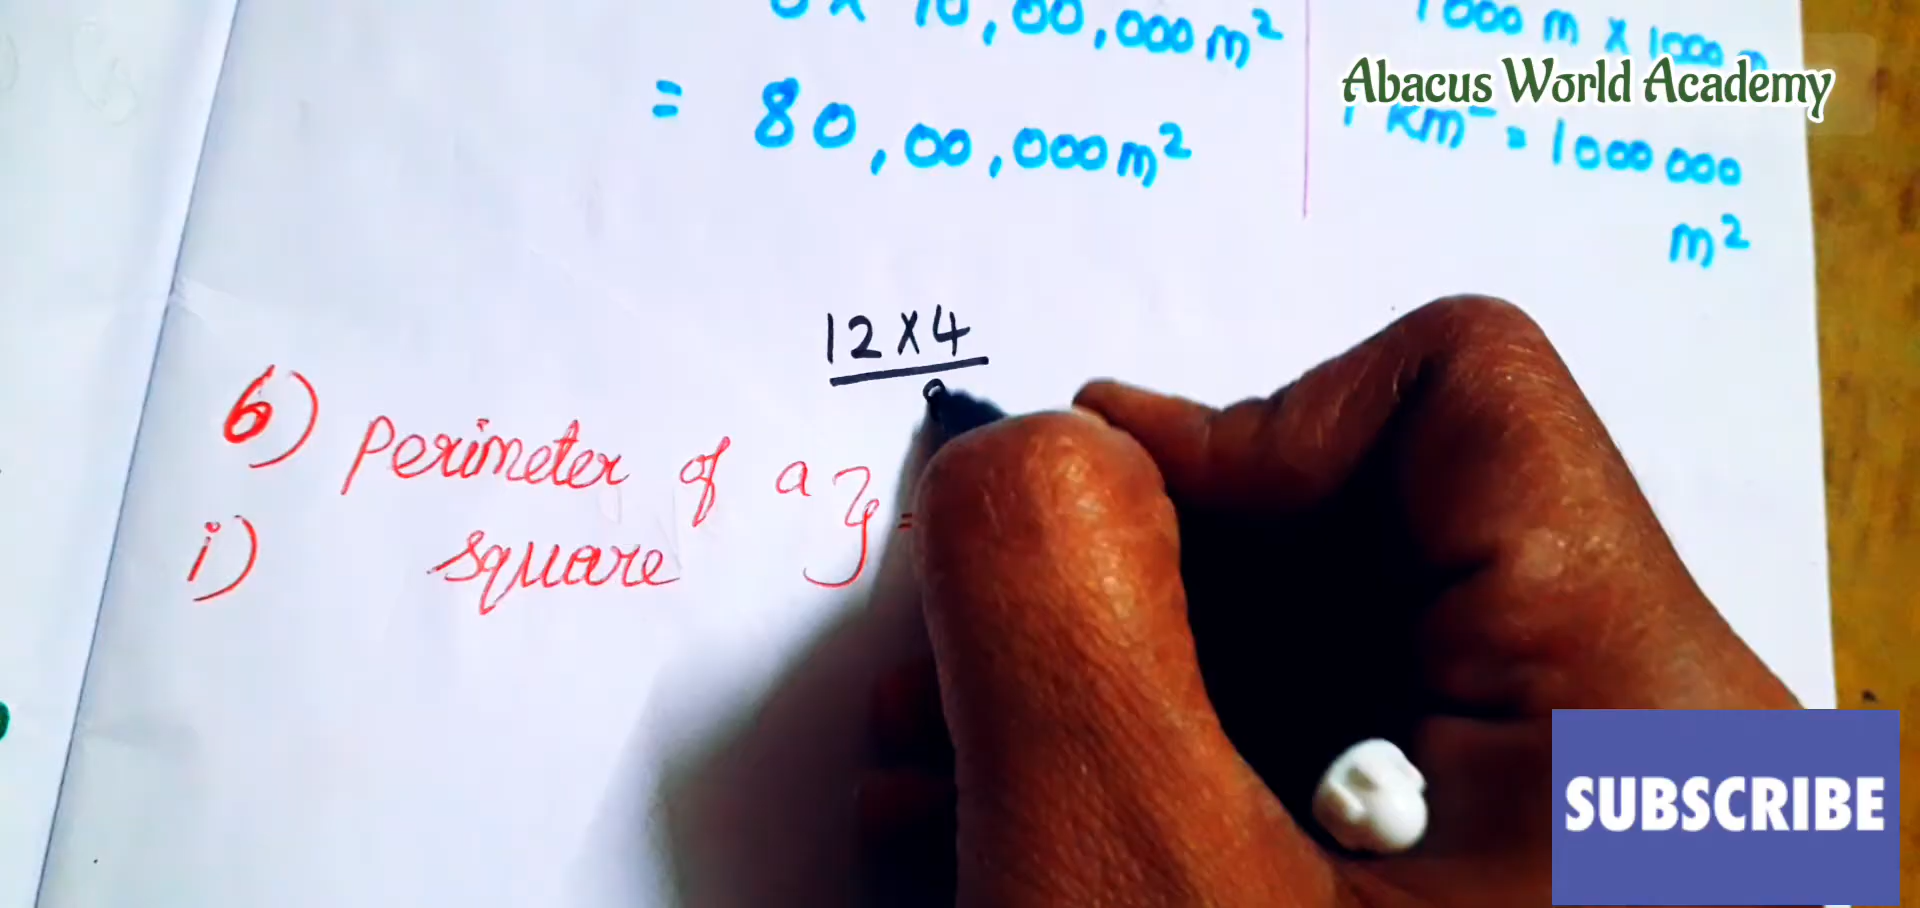 x 10,00,000 m²
= 80,00,000 m²
1000 m x 1000
Abacus World Academy
km² = 1000 000
m²
12 x 4
6) perimeter of a } =
i) square
SUBSCRIBE